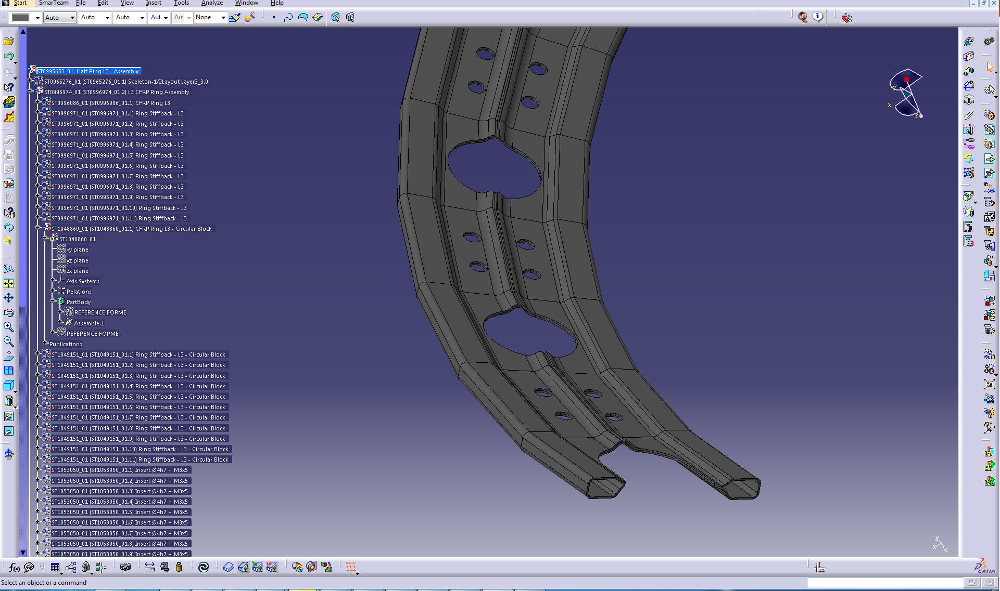 Start SmarTeam File Edit View Insert Tools Analyze Window Help
Auto Auto Auto Aut Aut None
ST0995653_01 Half Ring L3 - Assembly
ST0965276_01 (ST0965276_01.1) Skeleton-1/2Layout Layer3_3.0
ST0996974_01 (ST0996974_01.2) L3 CFRP Ring Assembly
ST0996086_01 (ST0996086_01.1) CFRP Ring L3
ST0996971_01 (ST0996971_01.1) Ring Stiffback - L3
ST0996971_01 (ST0996971_01.2) Ring Stiffback - L3
ST0996971_01 (ST0996971_01.3) Ring Stiffback - L3
ST0996971_01 (ST0996971_01.4) Ring Stiffback - L3
ST0996971_01 (ST0996971_01.5) Ring Stiffback - L3
ST0996971_01 (ST0996971_01.6) Ring Stiffback - L3
ST0996971_01 (ST0996971_01.7) Ring Stiffback - L3
ST0996971_01 (ST0996971_01.8) Ring Stiffback - L3
ST0996971_01 (ST0996971_01.9) Ring Stiffback - L3
ST0996971_01 (ST0996971_01.10) Ring Stiffback - L3
ST0996971_01 (ST0996971_01.11) Ring Stiffback - L3
ST1048860_01 (ST1048860_01.1) CFRP Ring L3 - Circular Block
ST1048860_01
xy plane
yz plane
zx plane
Axis Systems
Relations
PartBody
REFERENCE FORME
Assemble.1
REFERENCE FORME
Publications
ST1049151_01 (ST1049151_01.1) Ring Stiffback - L3 - Circular Block
ST1049151_01 (ST1049151_01.2) Ring Stiffback - L3 - Circular Block
ST1049151_01 (ST1049151_01.3) Ring Stiffback - L3 - Circular Block
ST1049151_01 (ST1049151_01.4) Ring Stiffback - L3 - Circular Block
ST1049151_01 (ST1049151_01.5) Ring Stiffback - L3 - Circular Block
ST1049151_01 (ST1049151_01.6) Ring Stiffback - L3 - Circular Block
ST1049151_01 (ST1049151_01.7) Ring Stiffback - L3 - Circular Block
ST1049151_01 (ST1049151_01.8) Ring Stiffback - L3 - Circular Block
ST1049151_01 (ST1049151_01.9) Ring Stiffback - L3 - Circular Block
ST1049151_01 (ST1049151_01.10) Ring Stiffback - L3 - Circular Block
ST1049151_01 (ST1049151_01.11) Ring Stiffback - L3 - Circular Block
ST1053050_01 (ST1053050_01.1) Insert Ø4h7 + M3x5
ST1053050_01 (ST1053050_01.2) Insert Ø4h7 + M3x5
ST1053050_01 (ST1053050_01.3) Insert Ø4h7 + M3x5
ST1053050_01 (ST1053050_01.4) Insert Ø4h7 + M3x5
ST1053050_01 (ST1053050_01.5) Insert Ø4h7 + M3x5
ST1053050_01 (ST1053050_01.6) Insert Ø4h7 + M3x5
ST1053050_01 (ST1053050_01.7) Insert Ø4h7 + M3x5
ST1053050_01 (ST1053050_01.8) Insert Ø4h7 + M3x5
ST1053050_01 (ST1053050_01.9) Insert Ø4h7 + M3x5
y
x
z
y
x z
f(x)
CATIA
Select an object or a command